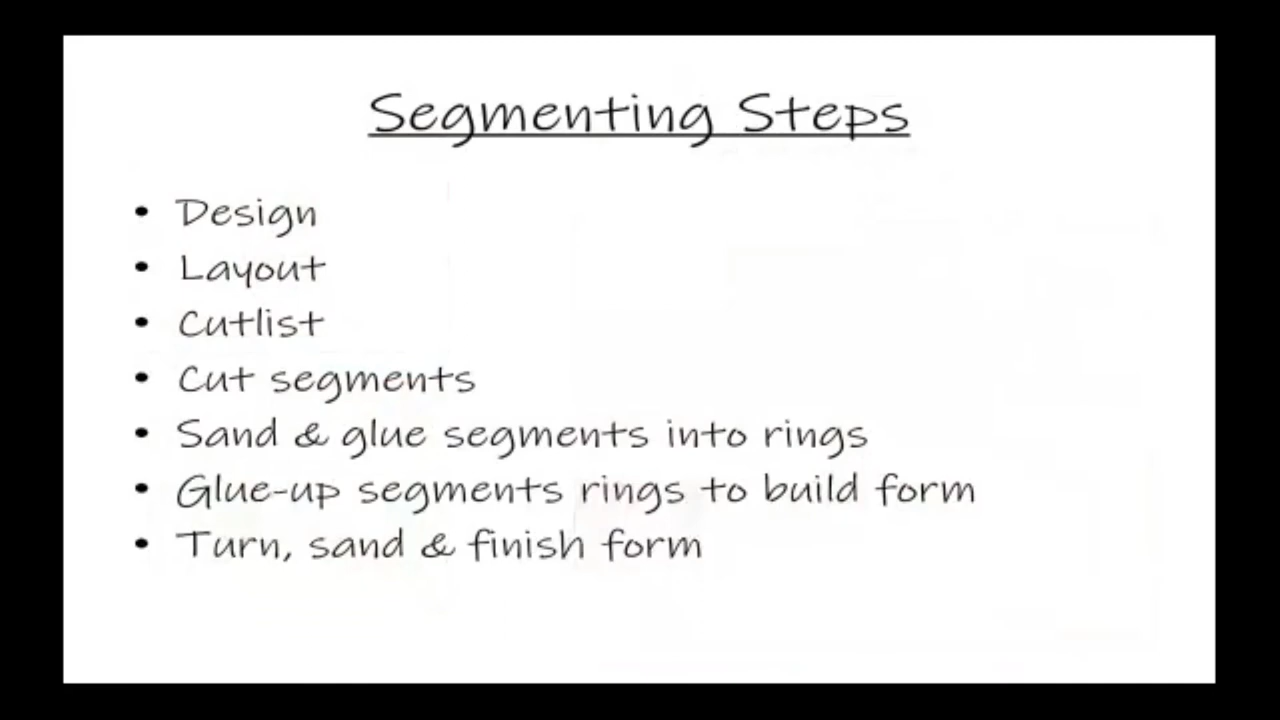 Segmenting Steps
• Design
• Layout
• Cutlist
• Cut segments
• Sand & glue segments into rings
• Glue-up segments rings to build form
• Turn, sand & finish form